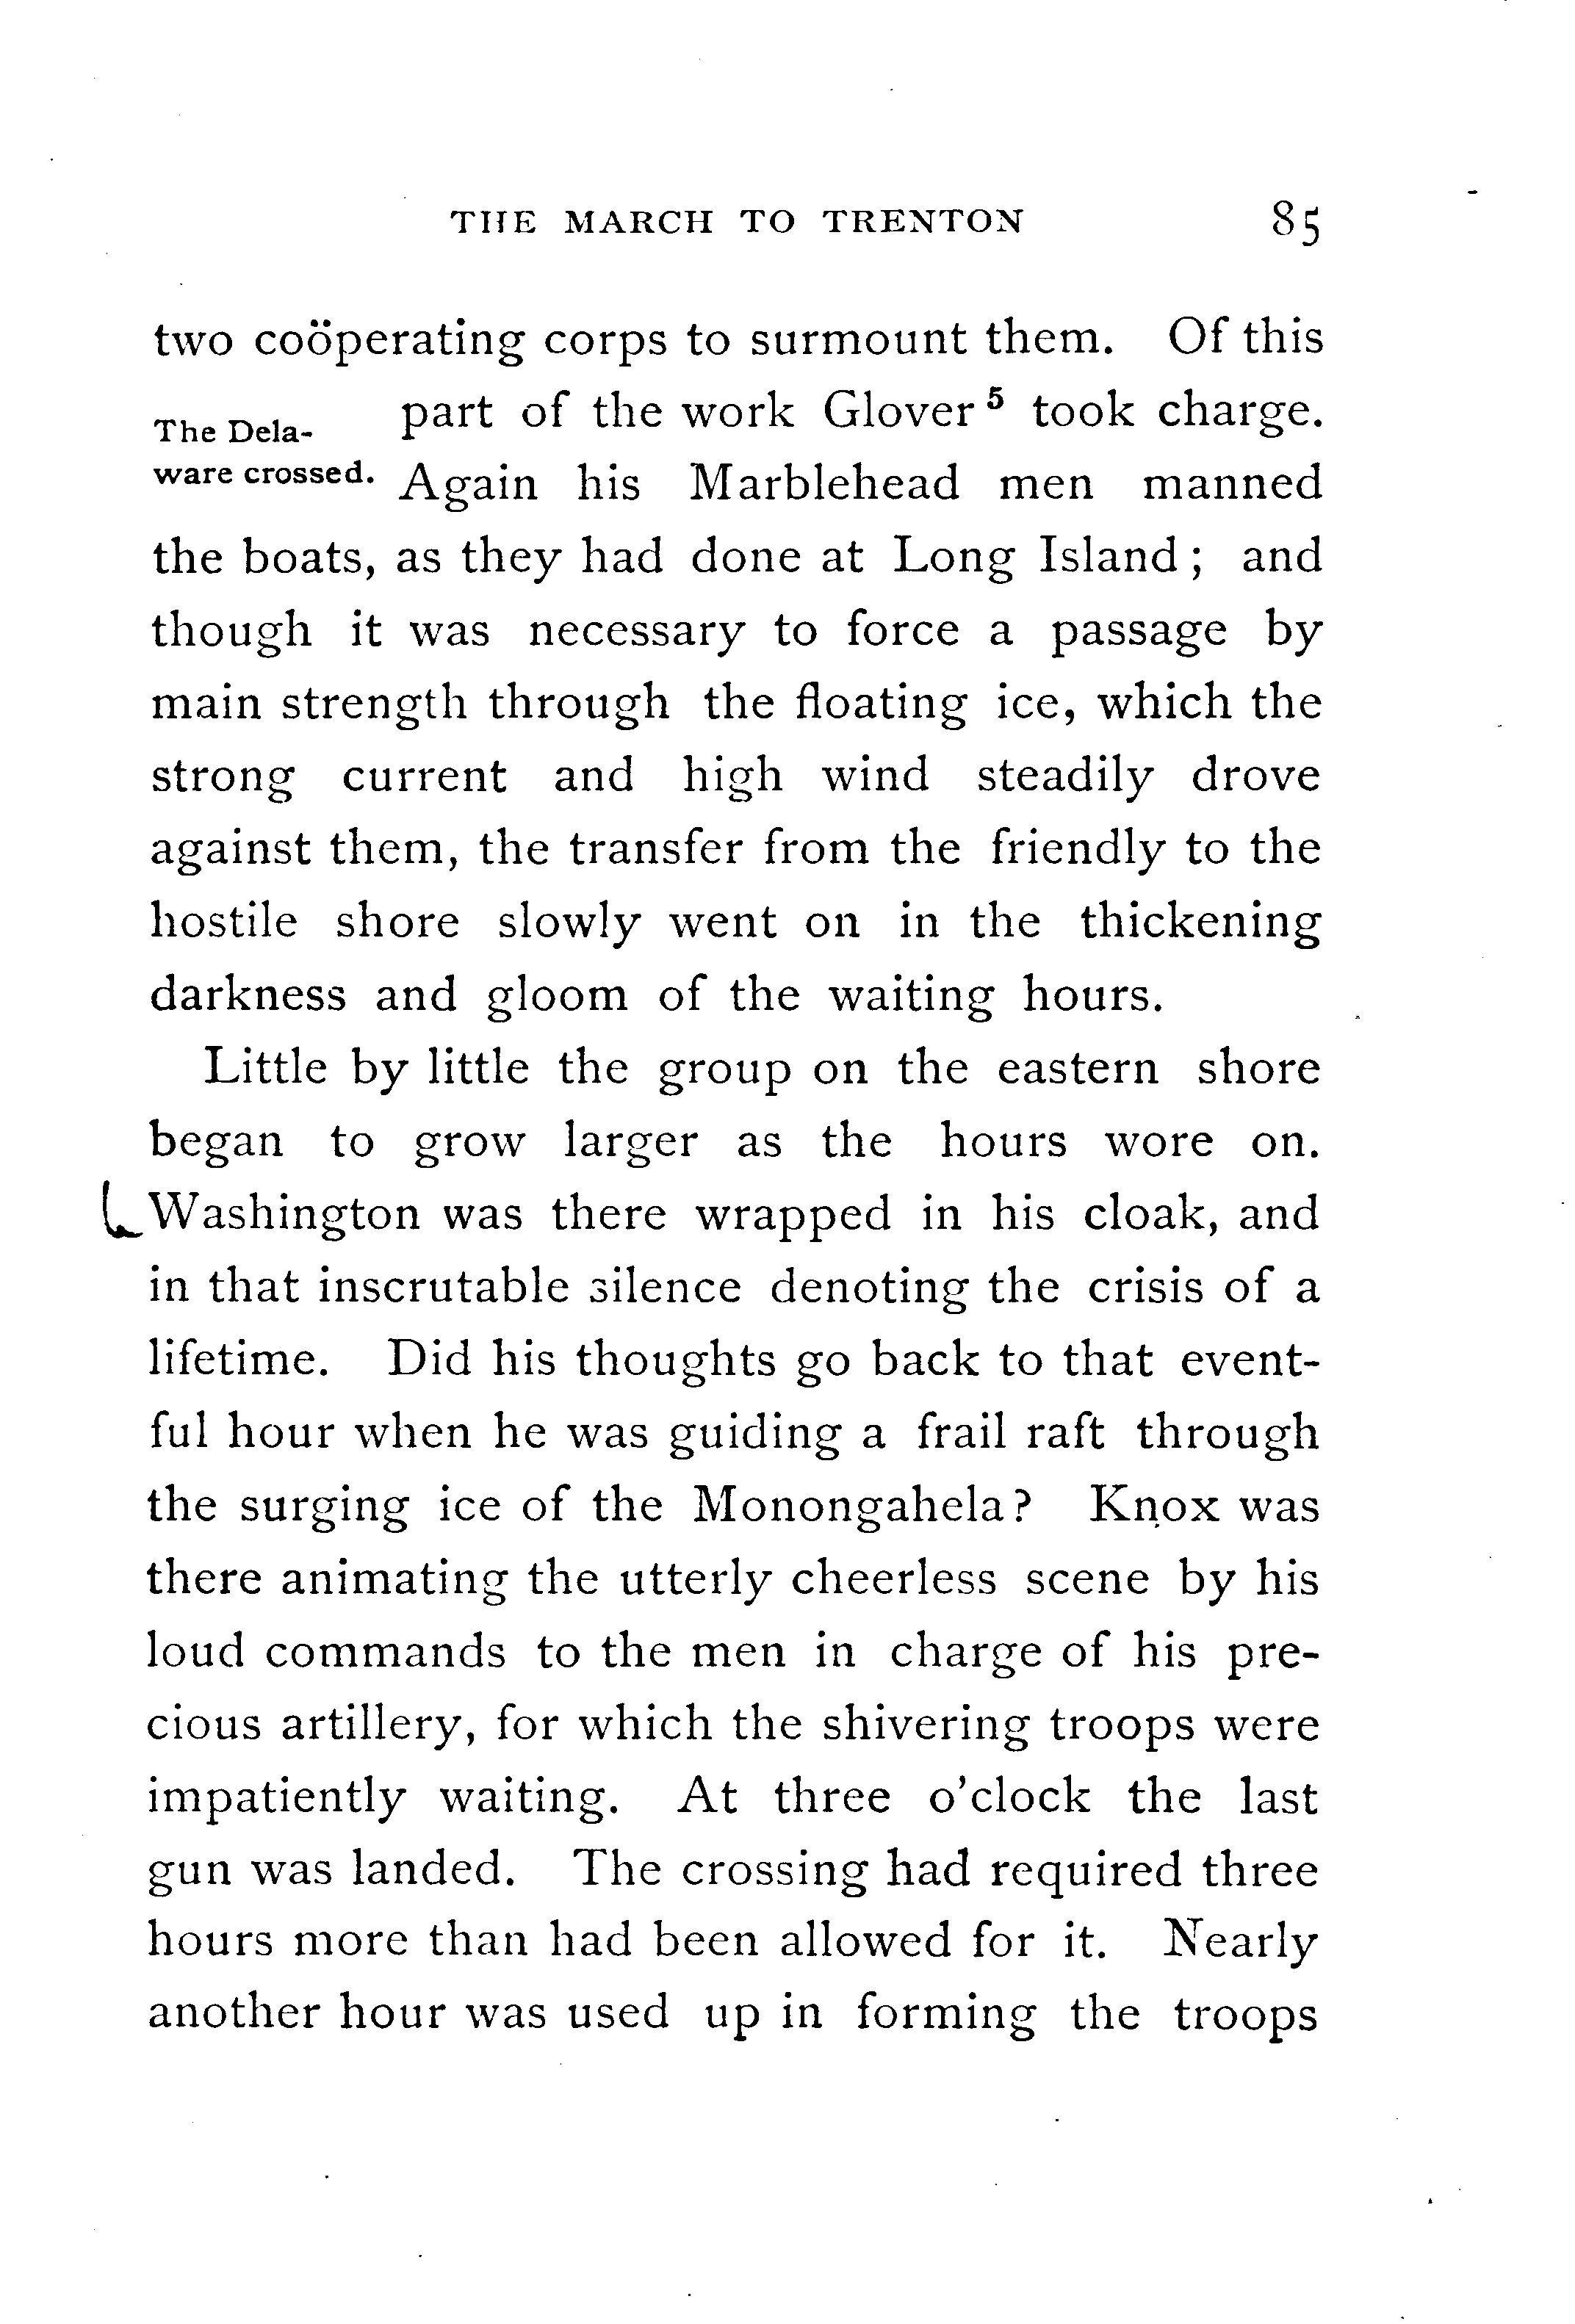 THE MARCH TO TRENTON 85
two coöperating corps to surmount them. Of this
The Dela-
ware crossed.
part of the work Glover 5 took charge.
Again his Marblehead men manned
the boats, as they had done at Long Island; and
though it was necessary to force a passage by
main strength through the floating ice, which the
strong current and high wind steadily drove
against them, the transfer from the friendly to the
hostile shore slowly went on in the thickening
darkness and gloom of the waiting hours.
Little by little the group on the eastern shore
began to grow larger as the hours wore on.
Washington was there wrapped in his cloak, and
in that inscrutable silence denoting the crisis of a
lifetime. Did his thoughts go back to that event-
ful hour when he was guiding a frail raft through
the surging ice of the Monongahela? Knox was
there animating the utterly cheerless scene by his
loud commands to the men in charge of his pre-
cious artillery, for which the shivering troops were
impatiently waiting. At three o'clock the last
gun was landed. The crossing had required three
hours more than had been allowed for it. Nearly
another hour was used up in forming the troops